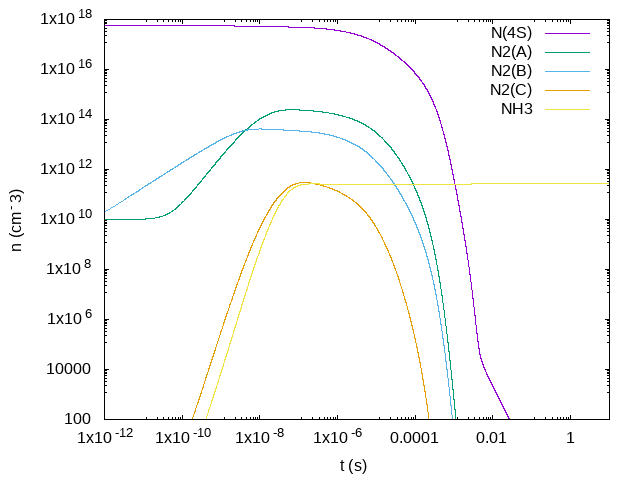 1x10^18
1x10^16
1x10^14
1x10^12
1x10^10
1x10^8
1x10^6
10000
100
n (cm^-3)
N(4S)
N2(A)
N2(B)
N2(C)
NH3
1x10^-12 1x10^-10 1x10^-8 1x10^-6 0.0001 0.01 1
t (s)